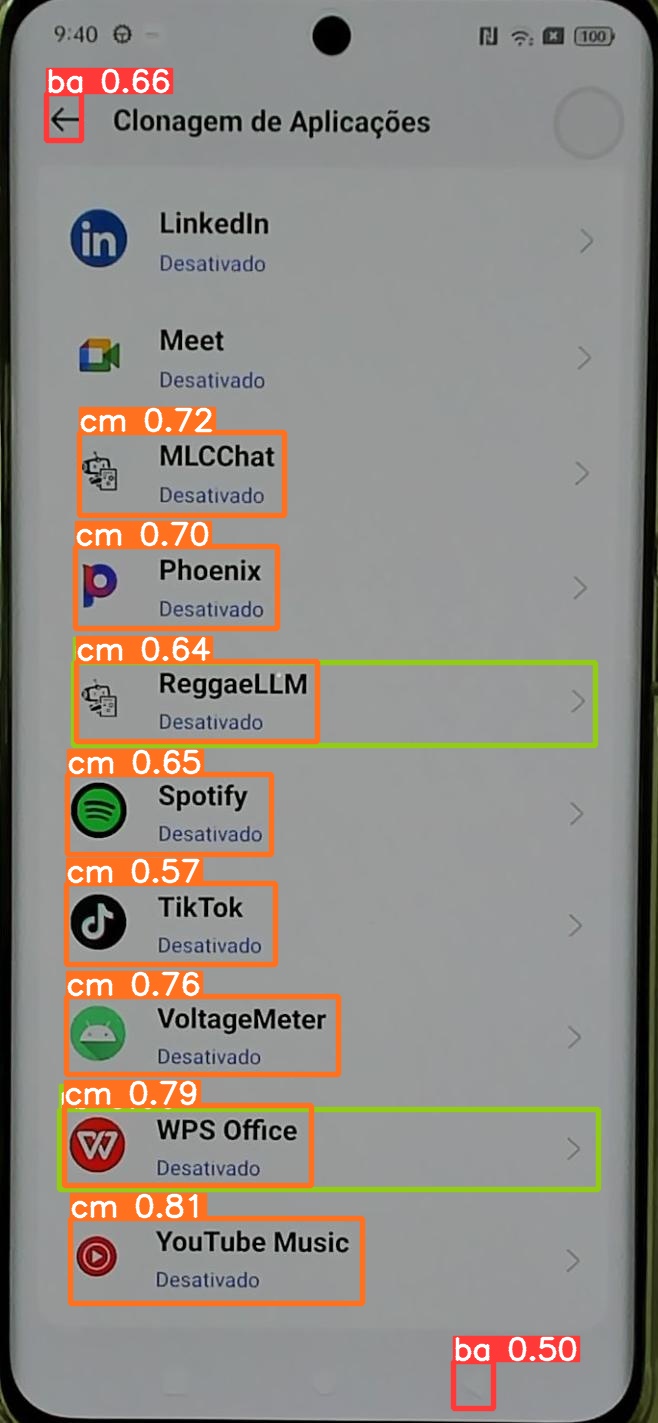 9:40
100
ba 0.66
Clonagem de Aplicações
in
LinkedIn
Desativado
Meet
Desativado
cm 0.72
MLCChat
Desativado
cm 0.70
Phoenix
Desativado
cm 0.64
ReggaeLLM
Desativado
cm 0.65
Spotify
Desativado
cm 0.57
TikTok
Desativado
cm 0.76
VoltageMeter
Desativado
cm 0.79
WPS Office
Desativado
cm 0.81
YouTube Music
Desativado
ba 0.50